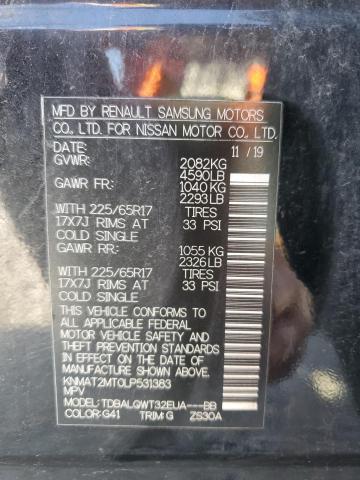 MFD BY RENAULT SAMSUNG MOTORS
CO., LTD. FOR NISSAN MOTOR CO., LTD.
DATE: 11 / 19
GVWR: 2082KG
4590LB
GAWR FR: 1040KG
2293LB
WITH 225/65R17 TIRES
17X7J RIMS AT 33 PSI
COLD SINGLE
GAWR RR: 1055 KG
2326LB
WITH 225/65R17 TIRES
17X7J RIMS AT 33 PSI
COLD SINGLE
THIS VEHICLE CONFORMS TO
ALL APPLICABLE FEDERAL
MOTOR VEHICLE SAFETY AND
THEFT PREVENTION
STANDARDS IN EFFECT ON THE
DATE OF MANUFACTURE SHOWN ABOVE.
KNMAT2MT0LP531383
MPV
MODEL: TDBALGWT32EUA---BB
COLOR: G41 TRIM: G ZS30A